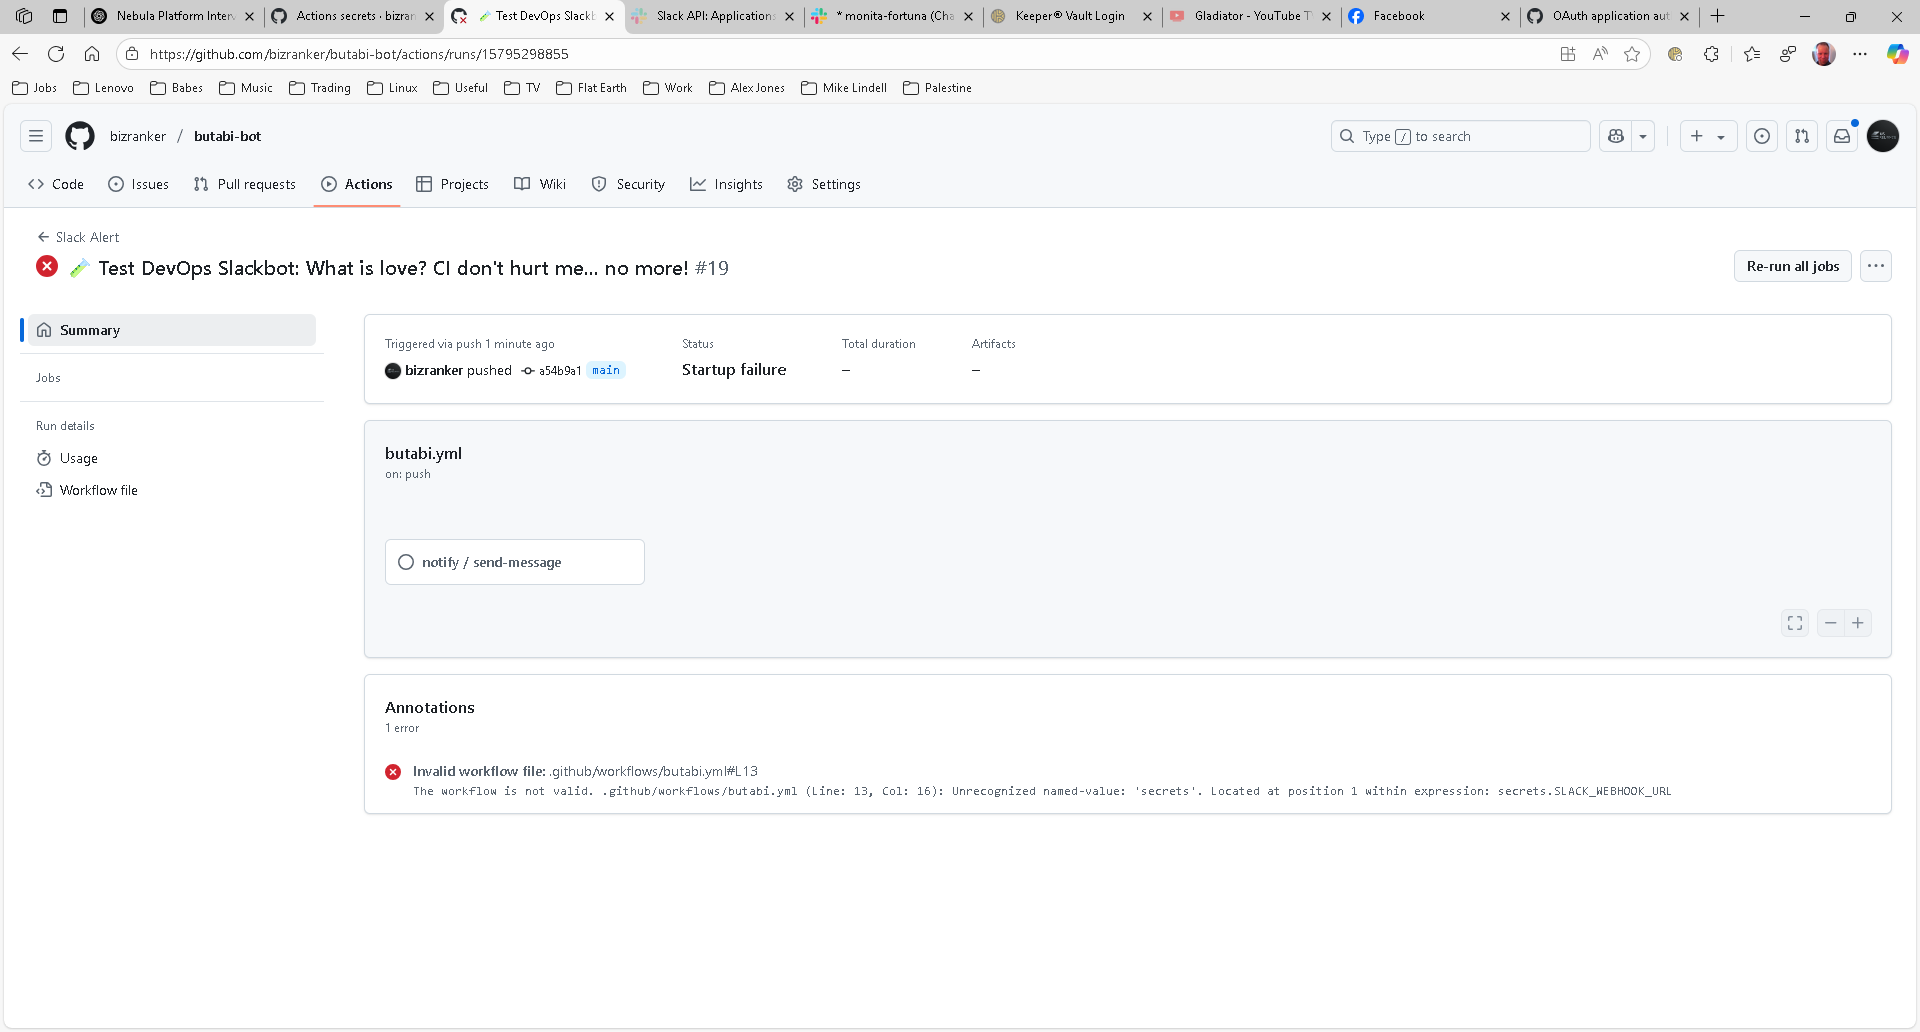 Nebula Platform Interv
Actions secrets · bizran
Test DevOps Slackb
Slack API: Applications
* monita-fortuna (Cha
Keeper® Vault Login
Gladiator - YouTube T
Facebook
OAuth application aut
https://github.com/bizranker/butabi-bot/actions/runs/15795298855
Jobs
Lenovo
Babes
Music
Trading
Linux
Useful
TV
Flat Earth
Work
Alex Jones
Mike Lindell
Palestine
bizranker / butabi-bot
Type / to search
Code
Issues
Pull requests
Actions
Projects
Wiki
Security
Insights
Settings
Slack Alert
Test DevOps Slackbot: What is love? CI don't hurt me... no more! #19
Re-run all jobs
Summary
Jobs
Run details
Usage
Workflow file
Triggered via push 1 minute ago
bizranker pushed a54b9a1 main
Status
Startup failure
Total duration
–
Artifacts
–
butabi.yml
on: push
notify / send-message
Annotations
1 error
Invalid workflow file: .github/workflows/butabi.yml#L13
The workflow is not valid. .github/workflows/butabi.yml (Line: 13, Col: 16): Unrecognized named-value: 'secrets'. Located at position 1 within expression: secrets.SLACK_WEBHOOK_URL